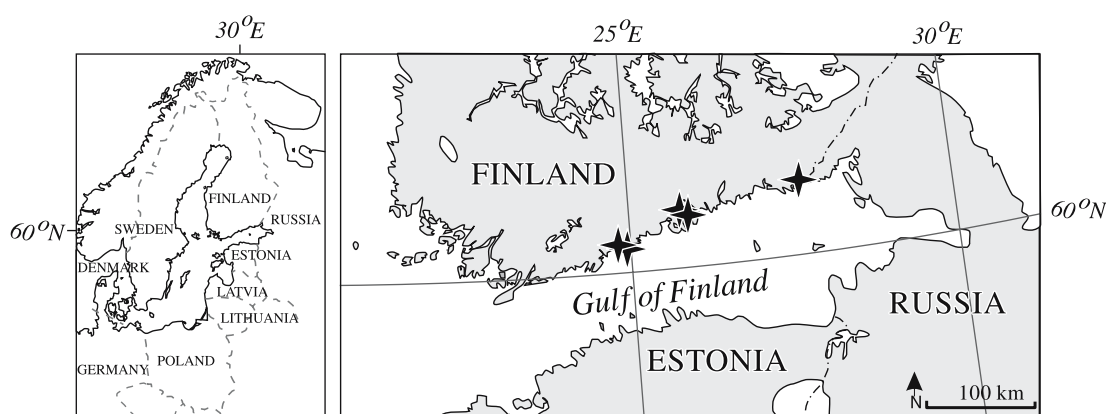 30°E
60°N
FINLAND
RUSSIA
SWEDEN
ESTONIA
DENMARK
LATVIA
LITHUANIA
POLAND
GERMANY
25°E
30°E
FINLAND
60°N
Gulf of Finland
RUSSIA
ESTONIA
N
100 km